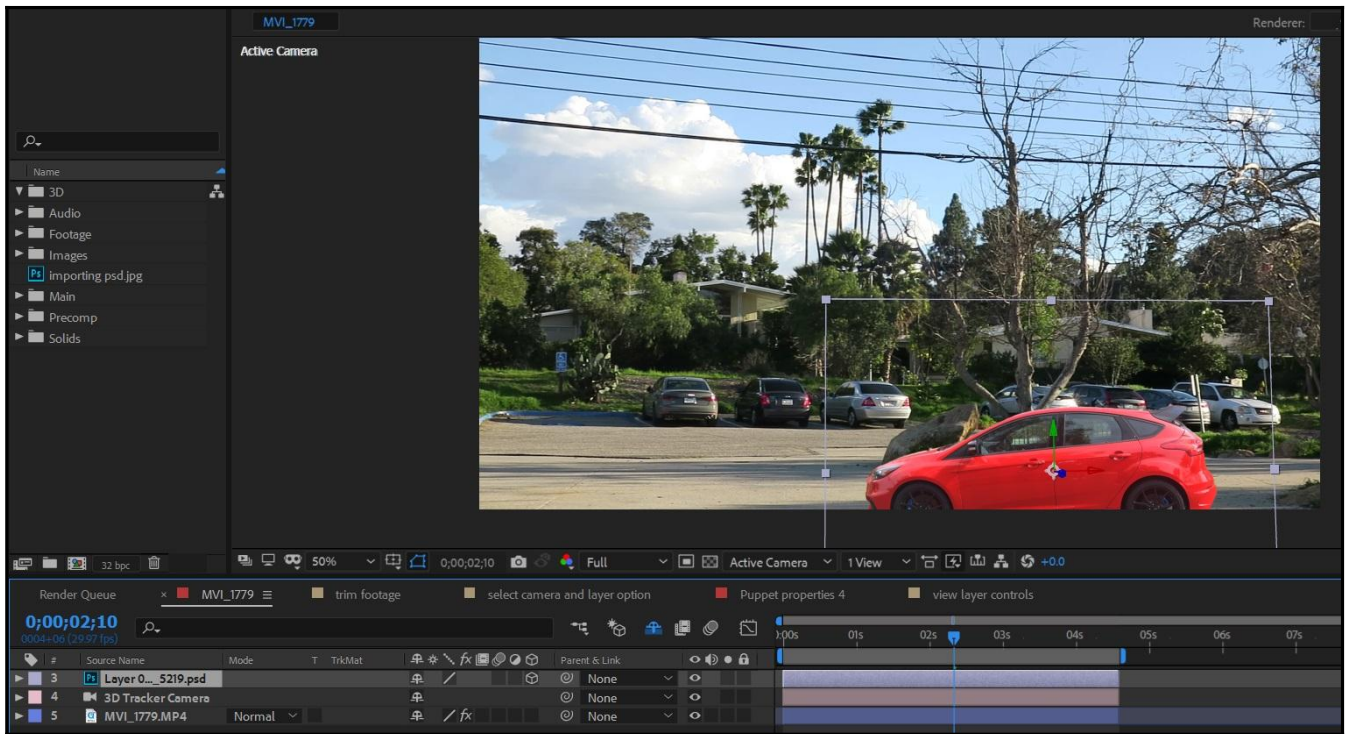 MVI_1779
Renderer:
Active Camera
Name
3D
Audio
Footage
Images
Ps importing psd.jpg
Main
Precomp
Solids
32 bpc
50%
0;00;02;10
Full
Active Camera
1 View
+0.0
Render Queue
× MVI_1779
trim footage
select camera and layer option
Puppet properties 4
view layer controls
0;00;02;10
0004+06 (29.97 fps)
):00s 01s 02s 03s 04s 05s 06s 07s
# Source Name Mode T TrkMat fx Parent & Link
3 Ps Layer 0..._5219.psd None
4 3D Tracker Camera None
5 MVI_1779.MP4 Normal fx None